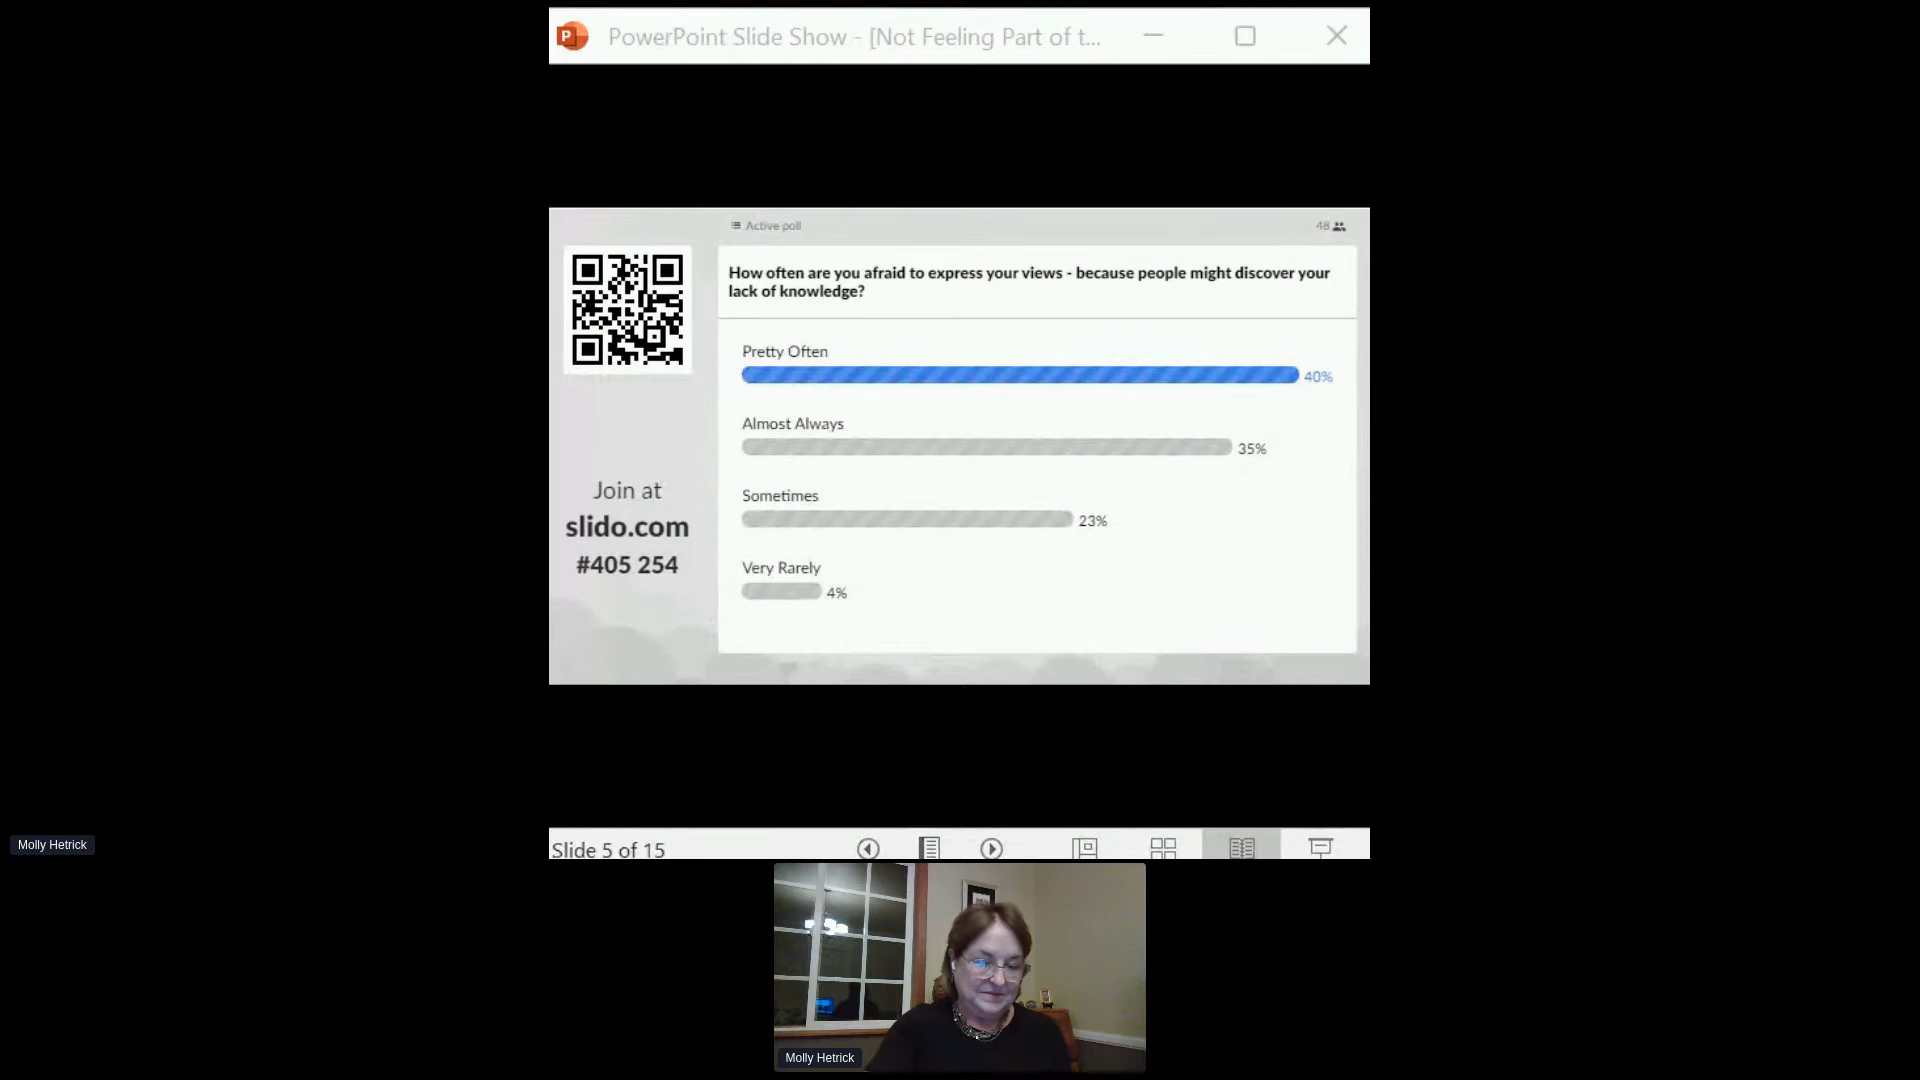 PowerPoint Slide Show - [Not Feeling Part of t...
Active poll
48
How often are you afraid to express your views - because people might discover your
lack of knowledge?
Pretty Often
40%
Almost Always
35%
Sometimes
23%
Very Rarely
4%
Join at
slido.com
#405 254
Slide 5 of 15
Molly Hetrick
Molly Hetrick